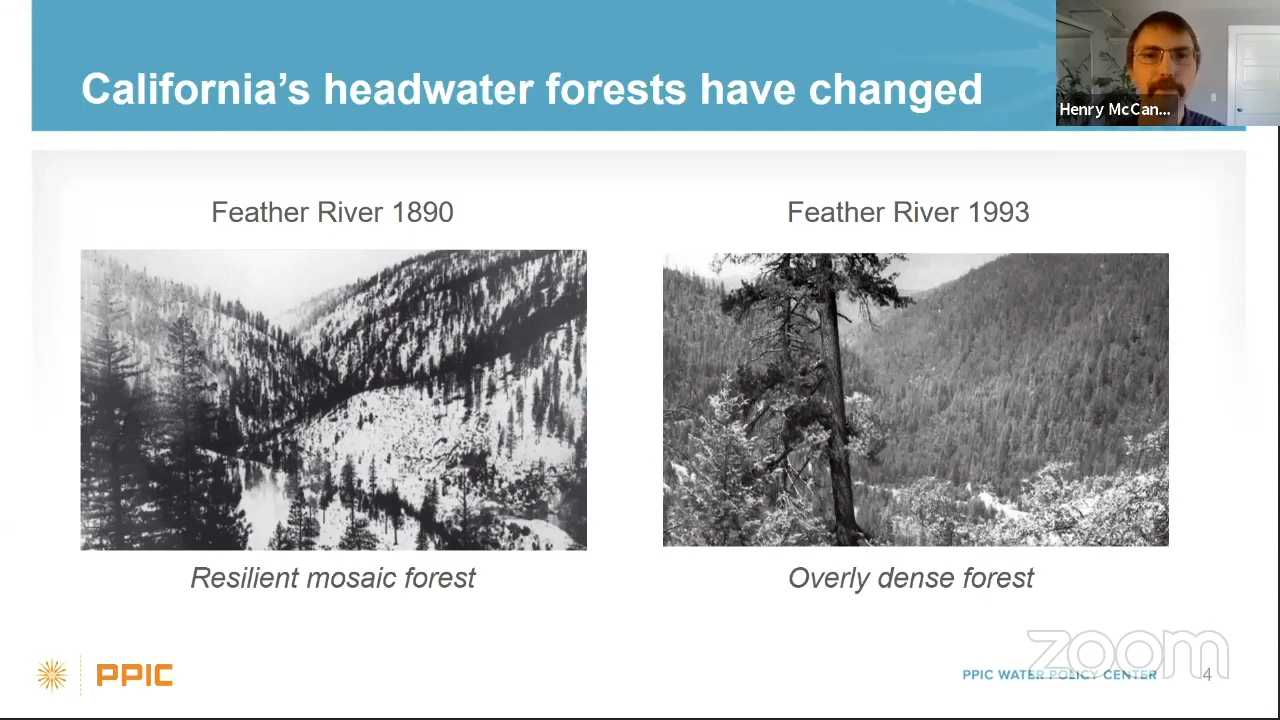 California’s headwater forests have changed
Henry McCan...
Feather River 1890
Feather River 1993
Resilient mosaic forest
Overly dense forest
PPIC
PPIC WATER POLICY CENTER
zoom
4